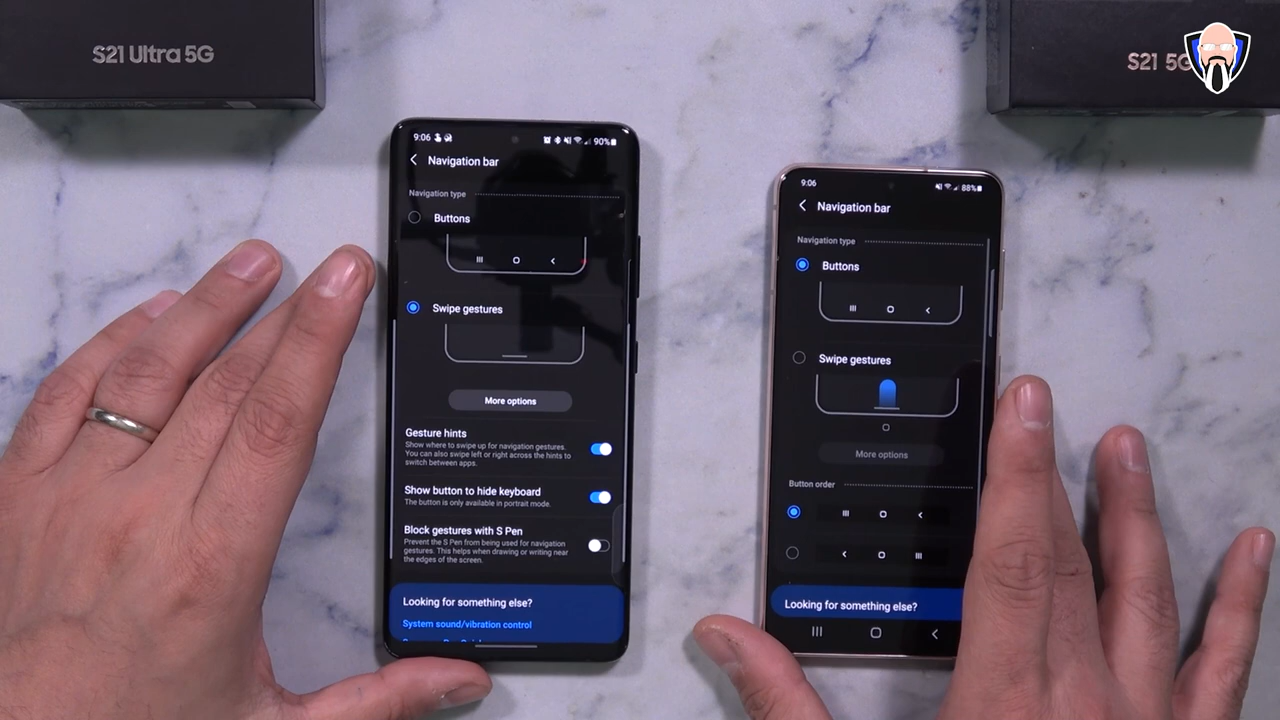 S21 Ultra 5G
S21 5G
9:06
90%
Navigation bar
Navigation type
Buttons
Swipe gestures
More options
Gesture hints
Show where to swipe up for navigation gestures.
You can also swipe left or right across the hints to
switch between apps.
Show button to hide keyboard
The button is only available in portrait mode.
Block gestures with S Pen
Prevent the S Pen from being used for navigation
gestures. This helps when drawing or writing near
the edges of the screen.
Looking for something else?
System sound/vibration control
9:06
88%
Navigation bar
Navigation type
Buttons
Swipe gestures
More options
Button order
Looking for something else?